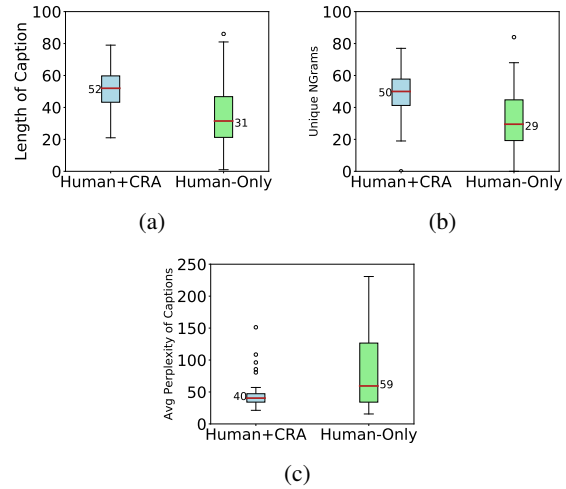 Length of Caption
100
80
60
40
20
0
52
31
Human+CRA Human-Only
(a)
Unique NGrams
100
80
60
40
20
0
50
29
Human+CRA Human-Only
(b)
Avg Perplexity of Captions
250
200
150
100
50
0
40
59
Human+CRA Human-Only
(c)